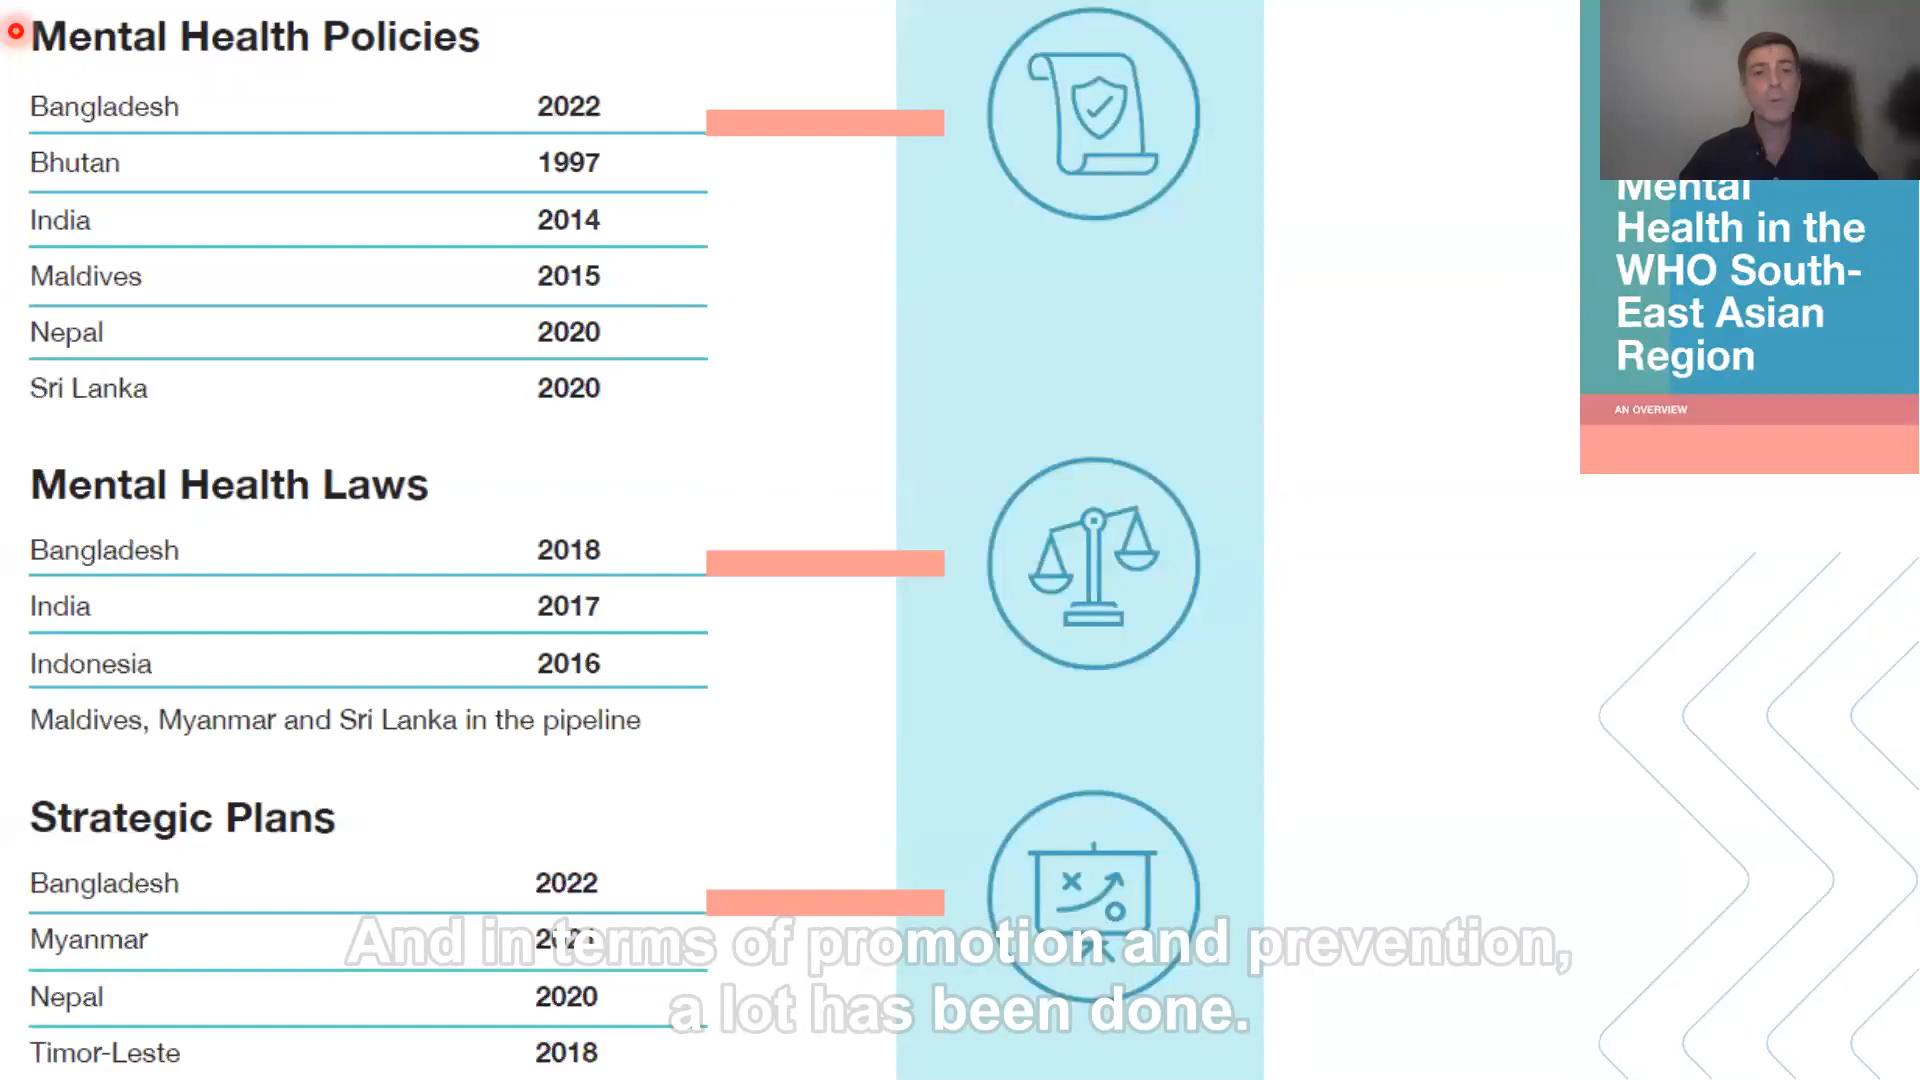 Mental Health Policies
Bangladesh 2022
Bhutan 1997
India 2014
Maldives 2015
Nepal 2020
Sri Lanka 2020
Mental Health Laws
Bangladesh 2018
India 2017
Indonesia 2016
Maldives, Myanmar and Sri Lanka in the pipeline
Strategic Plans
Bangladesh 2022
Myanmar
Nepal 2020
Timor-Leste 2018
Mental
Health in the
WHO South-
East Asian
Region
AN OVERVIEW
And in terms of promotion and prevention,
a lot has been done.